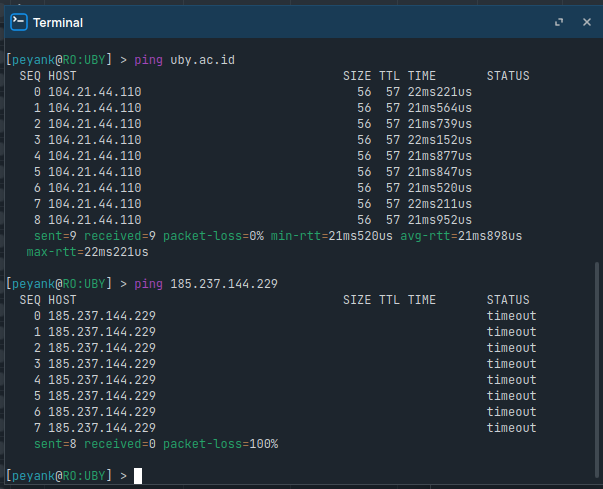 Terminal
[peyank@RO:UBY] > ping uby.ac.id
SEQ HOST SIZE TTL TIME STATUS
0 104.21.44.110 56 57 22ms221us
1 104.21.44.110 56 57 21ms564us
2 104.21.44.110 56 57 21ms739us
3 104.21.44.110 56 57 22ms152us
4 104.21.44.110 56 57 21ms877us
5 104.21.44.110 56 57 21ms847us
6 104.21.44.110 56 57 21ms520us
7 104.21.44.110 56 57 22ms211us
8 104.21.44.110 56 57 21ms952us
sent=9 received=9 packet-loss=0% min-rtt=21ms520us avg-rtt=21ms898us
max-rtt=22ms221us
[peyank@RO:UBY] > ping 185.237.144.229
SEQ HOST SIZE TTL TIME STATUS
0 185.237.144.229 timeout
1 185.237.144.229 timeout
2 185.237.144.229 timeout
3 185.237.144.229 timeout
4 185.237.144.229 timeout
5 185.237.144.229 timeout
6 185.237.144.229 timeout
7 185.237.144.229 timeout
sent=8 received=0 packet-loss=100%
[peyank@RO:UBY] >